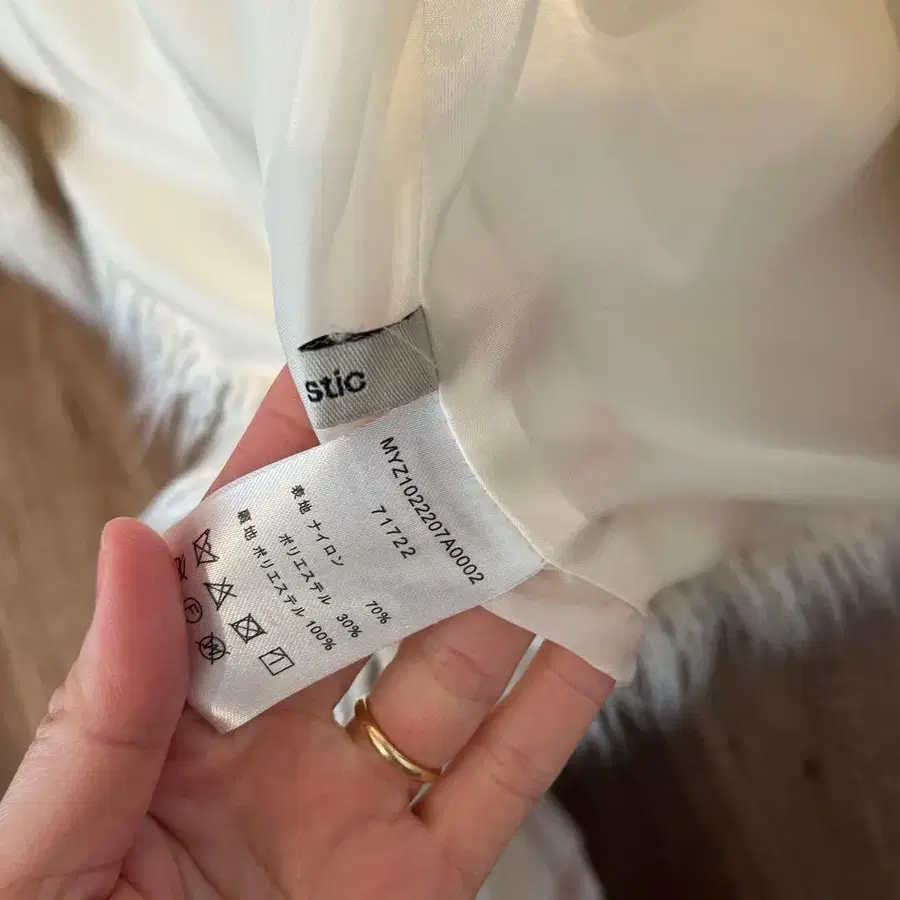 stic
MYZ1022207A0002
71722
表地 ナイロン 70%
ポリエステル 30%
裏地 ポリエステル 100%
F
W